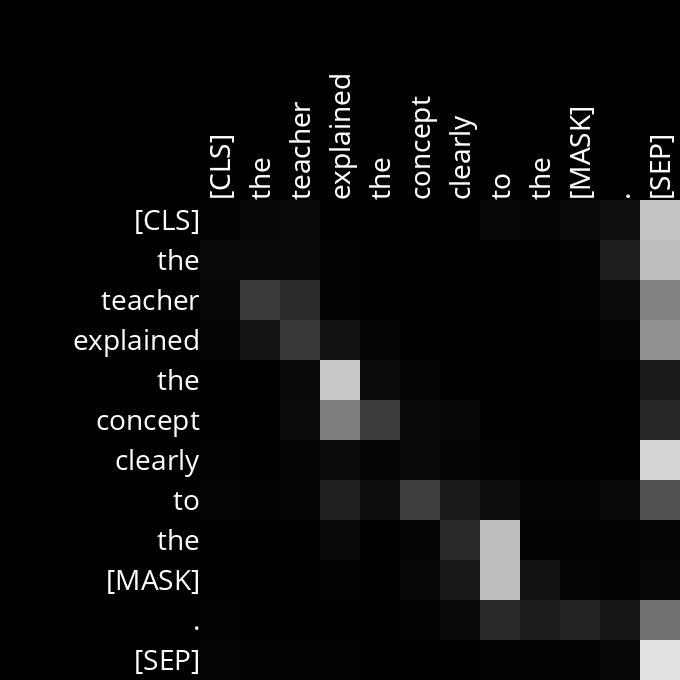 [CLS]
the
teacher
explained
the
concept
clearly
to
the
[MASK]
.
[SEP]
[CLS]
the
teacher
explained
the
concept
clearly
to
the
[MASK]
.
[SEP]